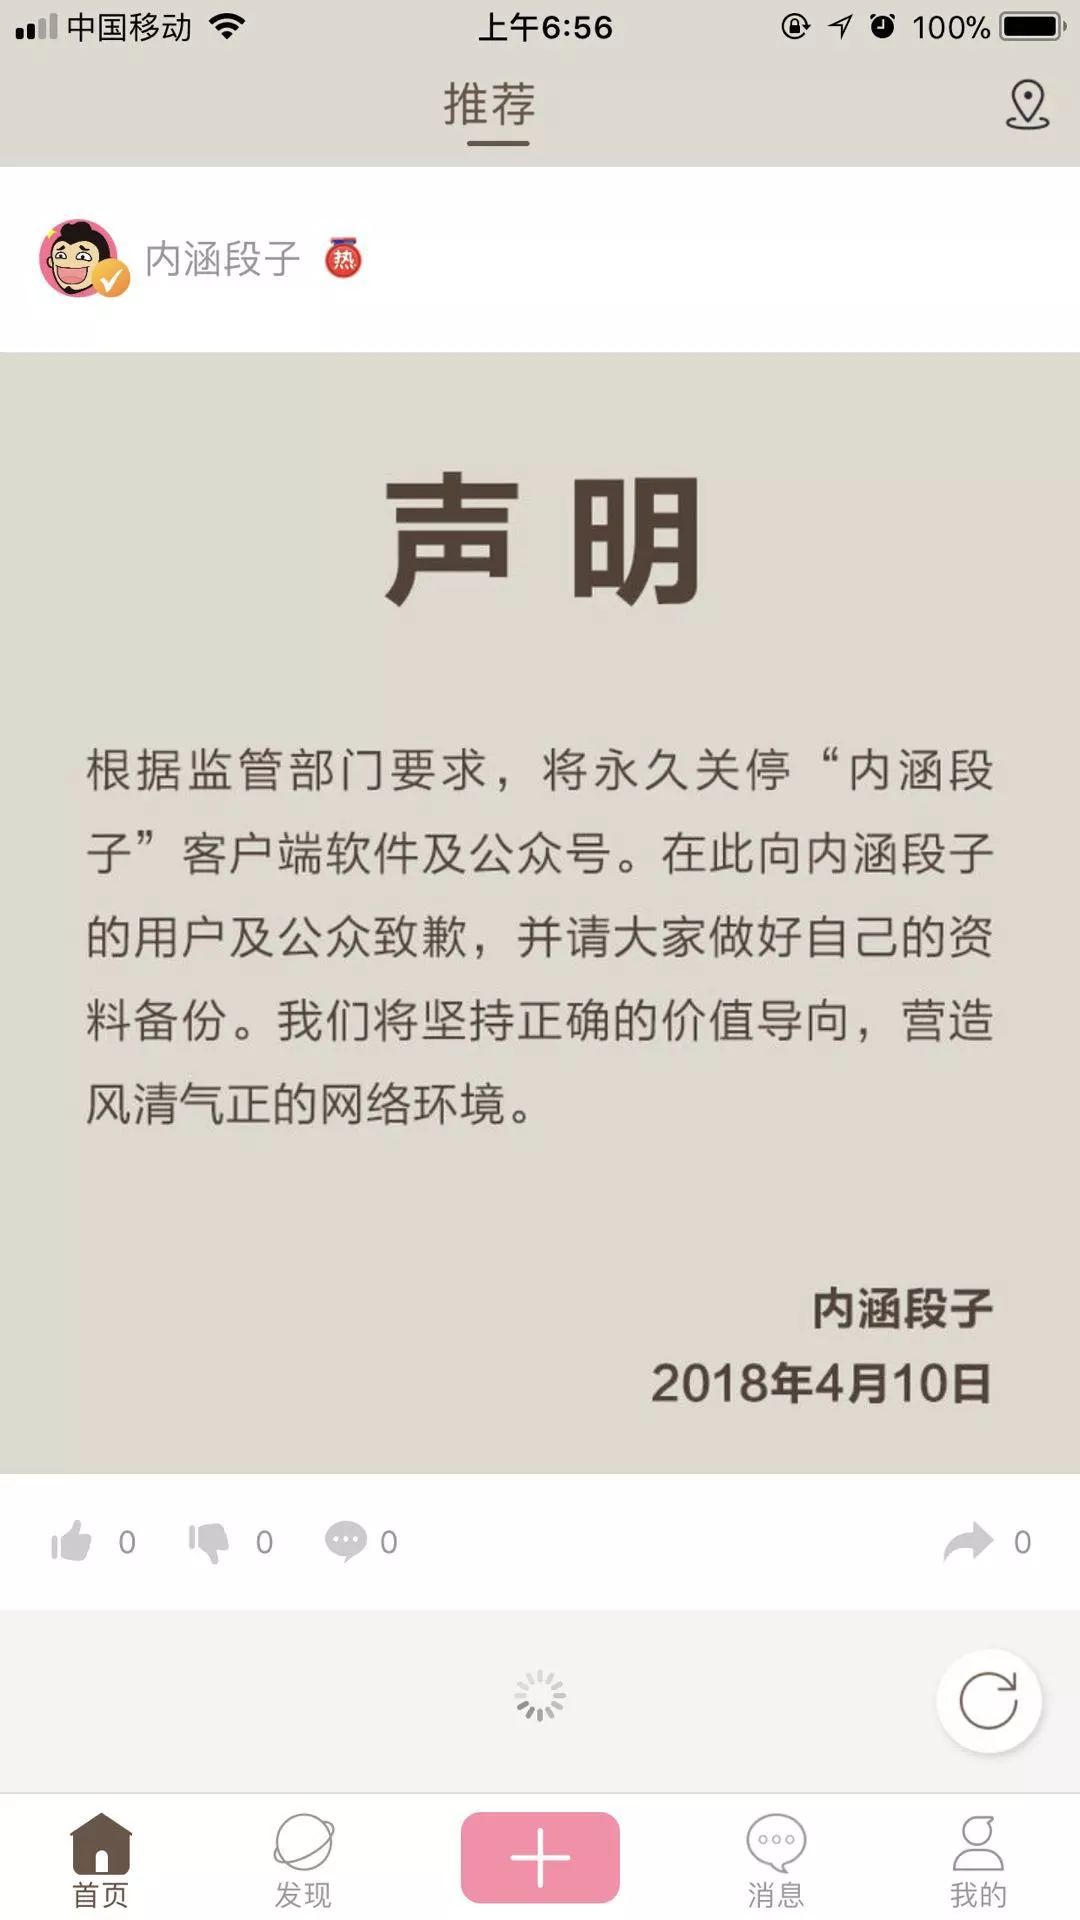 中国移动 上午6:56 100%
推荐
内涵段子 热
声明
根据监管部门要求，将永久关停“内涵段
子”客户端软件及公众号。在此向内涵段子
的用户及公众致歉，并请大家做好自己的资
料备份。我们将坚持正确的价值导向，营造
风清气正的网络环境。
内涵段子
2018年4月10日
0 0 0 0
首页 发现 消息 我的